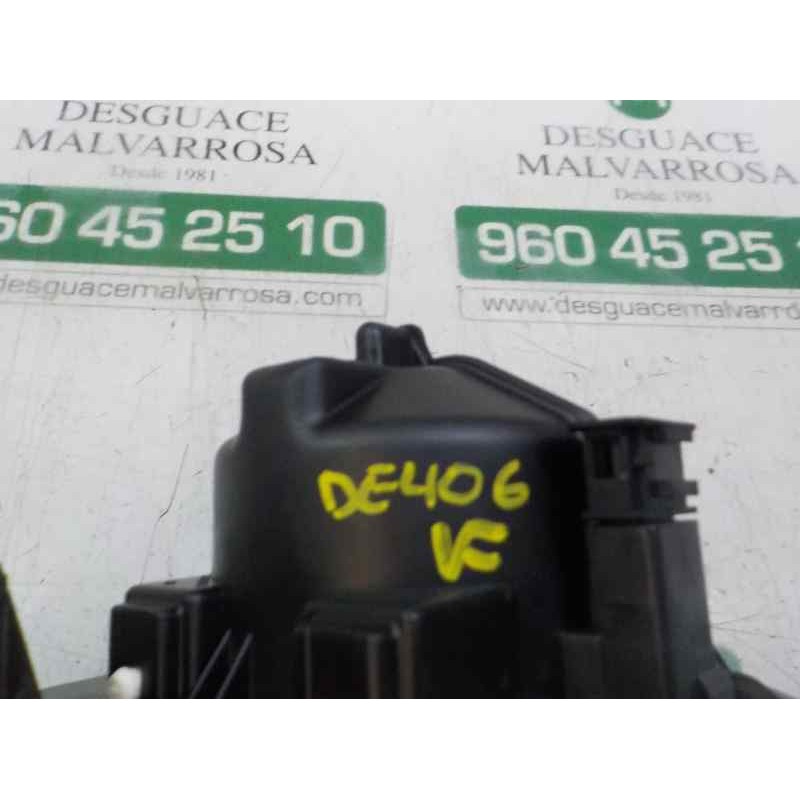 DESGUACE
MALVARROSA
Desde 1981
60 45 25 10
desguacemalvarrosa.com
DESGUACE
MALVARROSA
Desde 1981
960 45 25 1
www.desguacemalvarro
DE406
VF